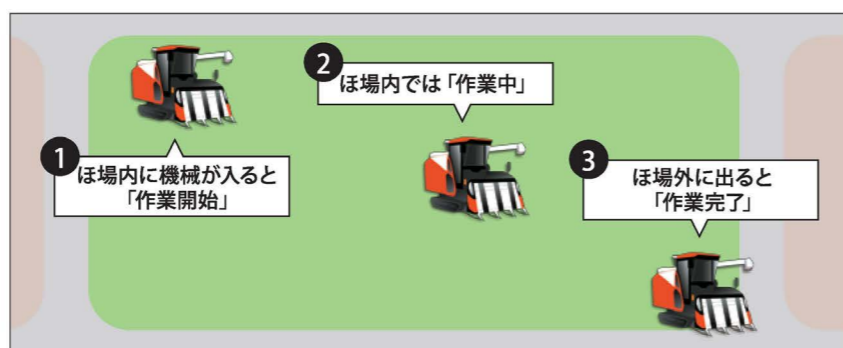 1
ほ場内に機械が入ると
「作業開始」
2
ほ場内では「作業中」
3
ほ場外に出ると
「作業完了」